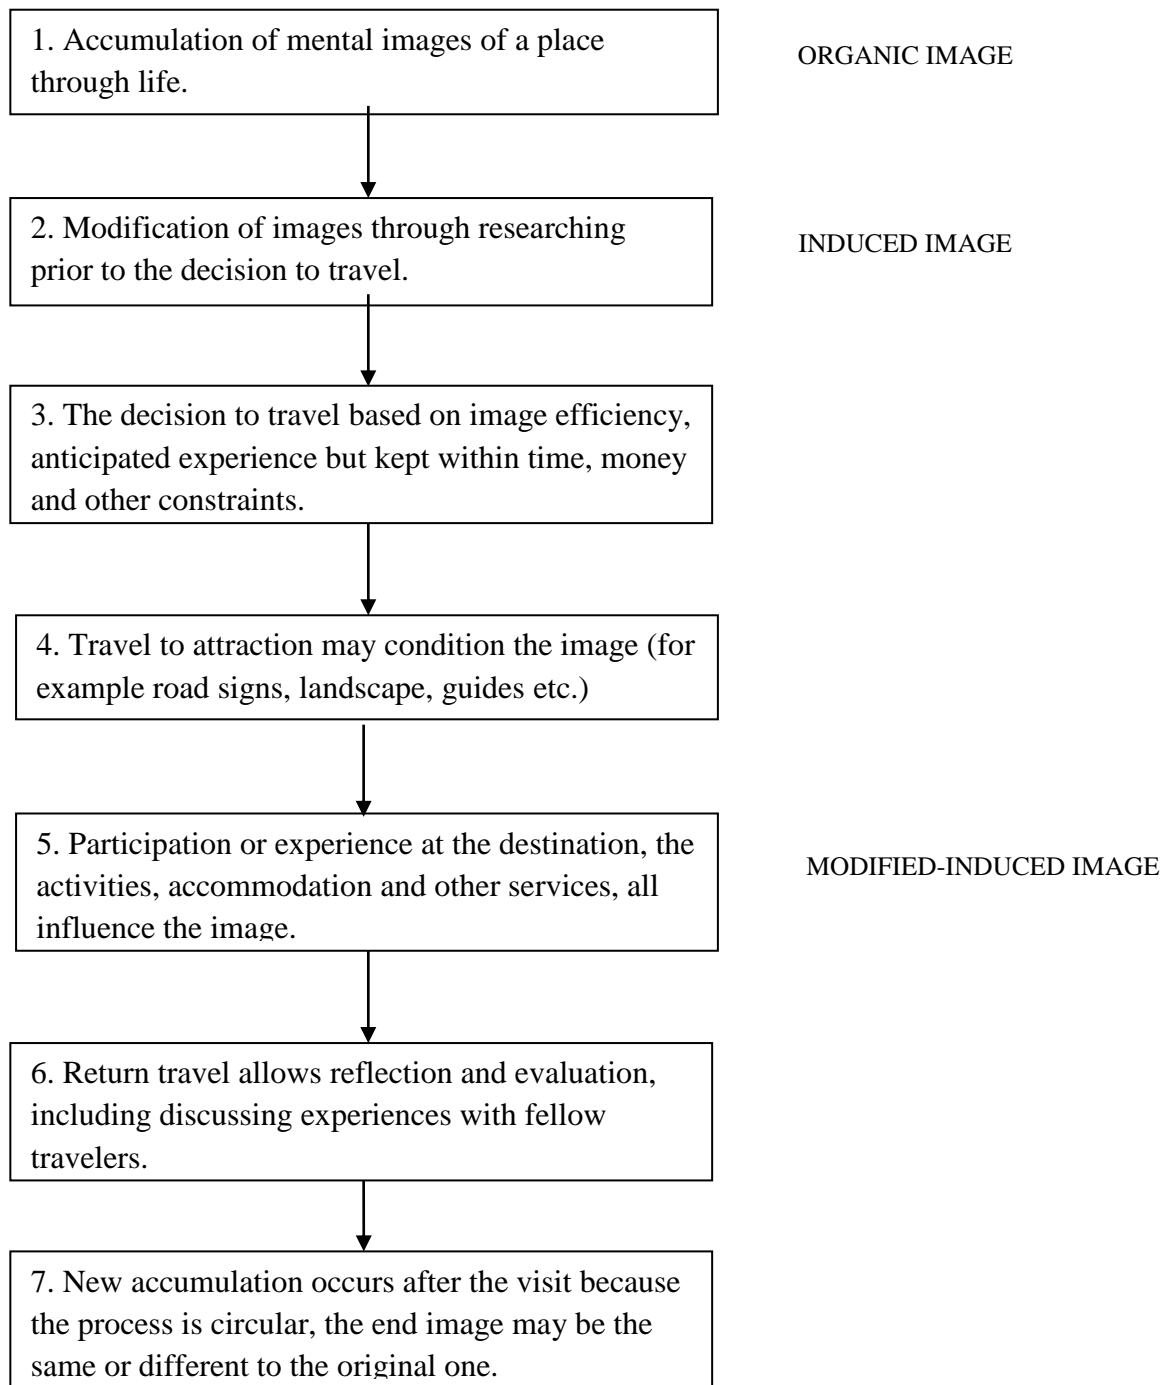 1. Accumulation of mental images of a place
through life.
ORGANIC IMAGE
2. Modification of images through researching
prior to the decision to travel.
INDUCED IMAGE
3. The decision to travel based on image efficiency,
anticipated experience but kept within time, money
and other constraints.
4. Travel to attraction may condition the image (for
example road signs, landscape, guides etc.)
5. Participation or experience at the destination, the
activities, accommodation and other services, all
influence the image.
MODIFIED-INDUCED IMAGE
6. Return travel allows reflection and evaluation,
including discussing experiences with fellow
travelers.
7. New accumulation occurs after the visit because
the process is circular, the end image may be the
same or different to the original one.